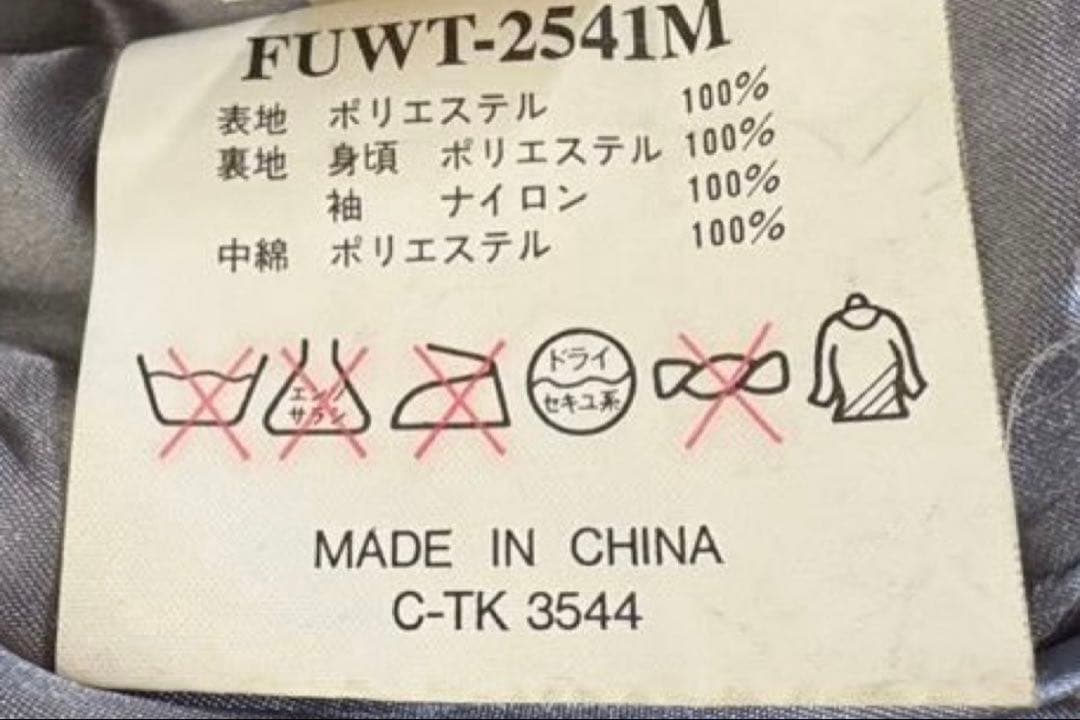 FUWT-2541M
表地 ポリエステル 100%
裏地 身頃 ポリエステル 100%
袖 ナイロン 100%
中綿 ポリエステル 100%
エンソ
サラシ
ドライ
セキユ系
MADE IN CHINA
C-TK 3544